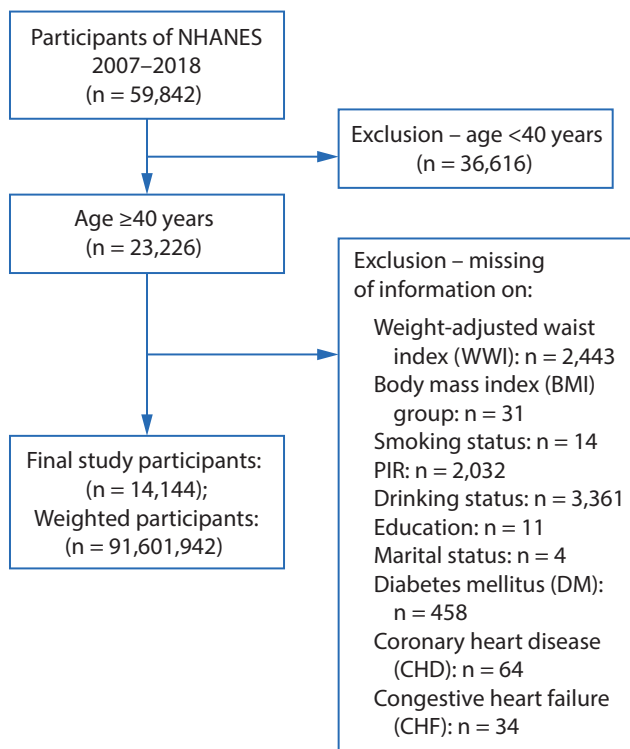 Participants of NHANES
2007–2018
(n = 59,842)
Exclusion – age <40 years
(n = 36,616)
Age ≥40 years
(n = 23,226)
Exclusion – missing
of information on:
Weight-adjusted waist
index (WWI): n = 2,443
Body mass index (BMI)
group: n = 31
Smoking status: n = 14
PIR: n = 2,032
Drinking status: n = 3,361
Education: n = 11
Marital status: n = 4
Diabetes mellitus (DM):
n = 458
Coronary heart disease
(CHD): n = 64
Congestive heart failure
(CHF): n = 34
Final study participants:
(n = 14,144);
Weighted participants:
(n = 91,601,942)